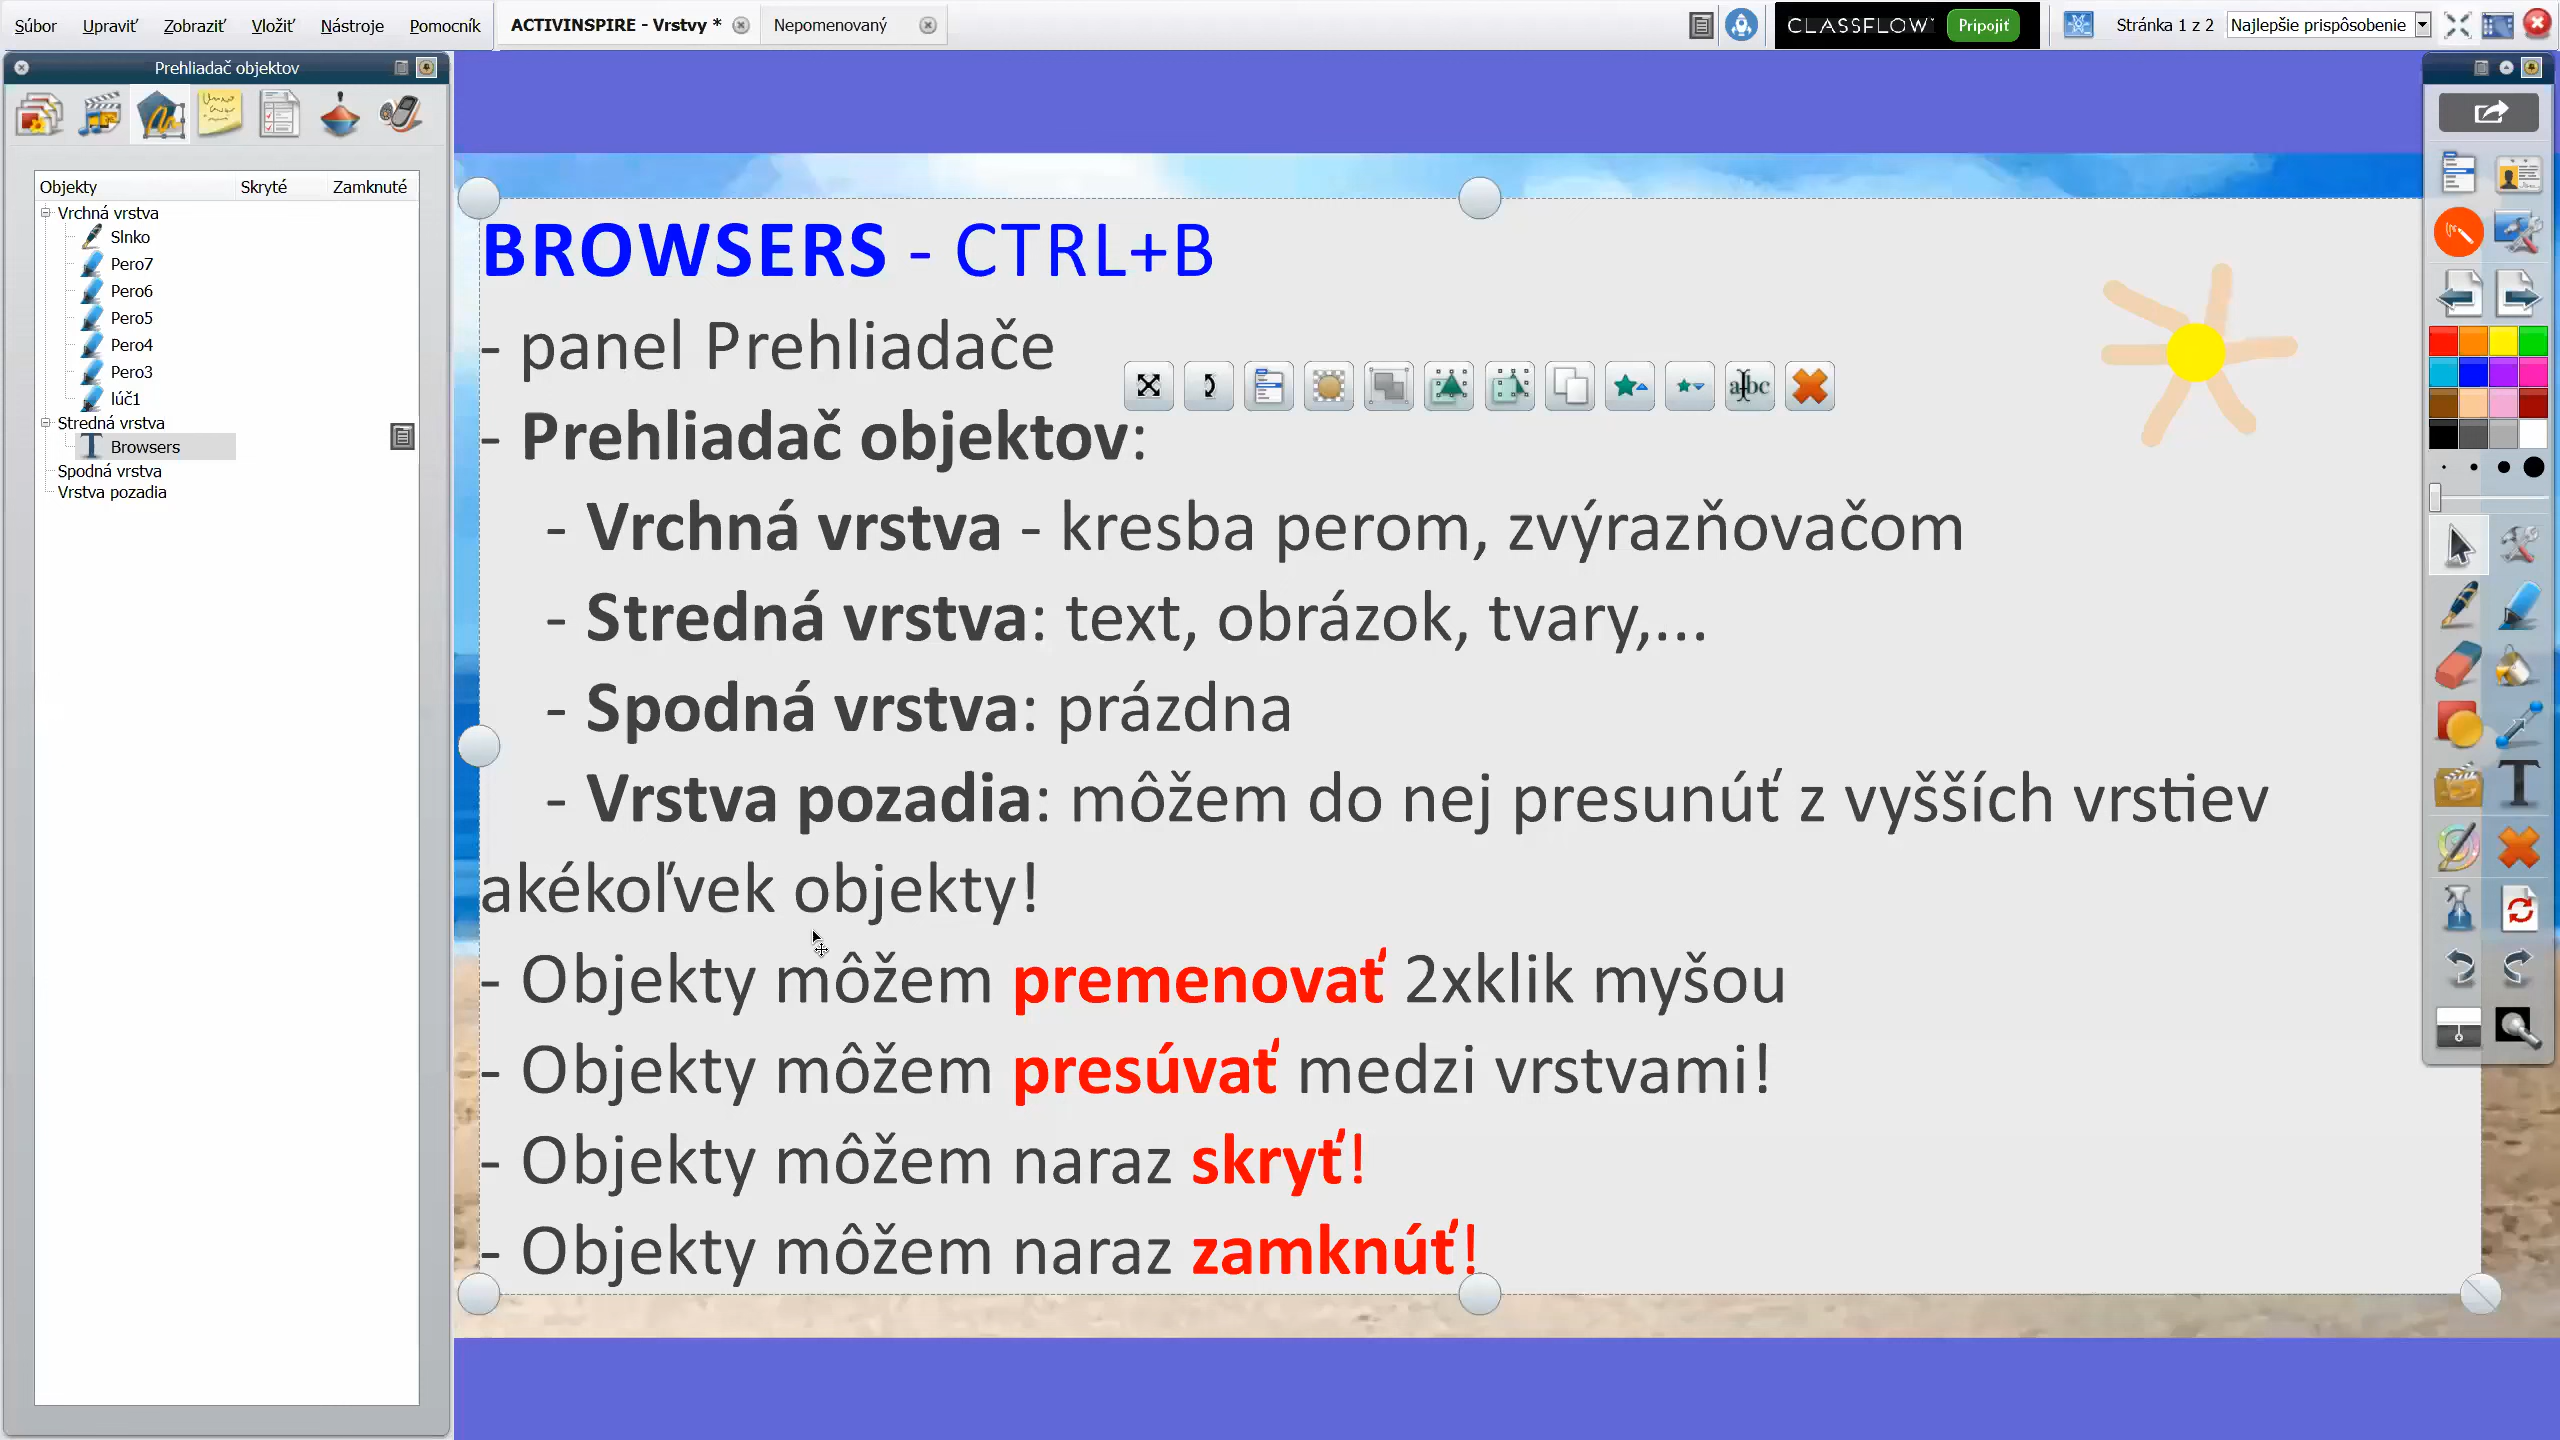 Súbor Upraviť Zobraziť Vložiť Nástroje Pomocník ACTIVINSPIRE - Vrstvy * Nepomenovaný CLASSFLOW Pripojiť Stránka 1 z 2 Najlepšie prispôsobenie
Prehliadač objektov
Objekty Skryté Zamknuté
Vrchná vrstva
Slnko
Pero7
Pero6
Pero5
Pero4
Pero3
lúč1
Stredná vrstva
Browsers
Spodná vrstva
Vrstva pozadia
BROWSERS - CTRL+B
- panel Prehliadače
abc
- Prehliadač objektov:
- Vrchná vrstva - kresba perom, zvýrazňovačom
- Stredná vrstva: text, obrázok, tvary,...
- Spodná vrstva: prázdna
- Vrstva pozadia: môžem do nej presunúť z vyšších vrstiev
akékoľvek objekty!
- Objekty môžem premenovať 2xklik myšou
- Objekty môžem presúvať medzi vrstvami!
- Objekty môžem naraz skryť!
- Objekty môžem naraz zamknúť!